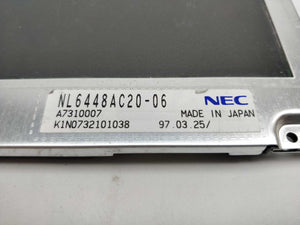 NL6448AC20-06 NEC
A7310007 MADE IN JAPAN
K1N0732101038 97.03.25/